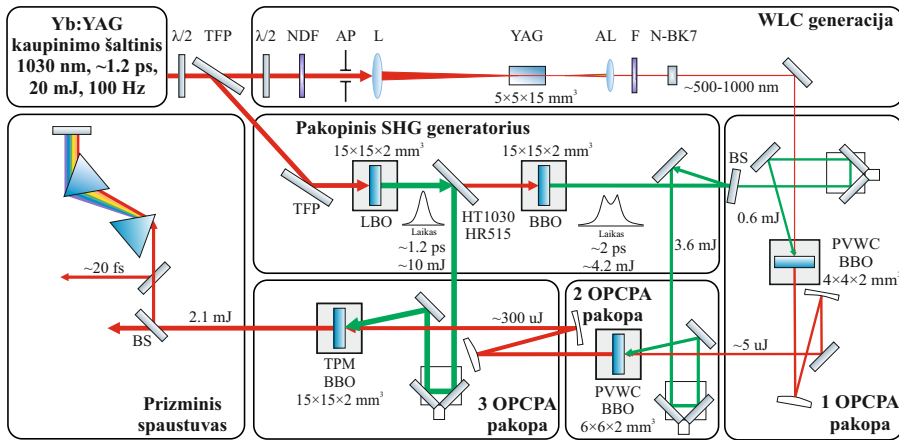 Yb:YAG
kaupinimo šaltinis
1030 nm, ~1.2 ps,
20 mJ, 100 Hz
λ/2
TFP
λ/2
NDF
AP
L
YAG
5×5×15 mm³
AL
F
N-BK7
WLC generacija
~500-1000 nm
Pakopinis SHG generatorius
15×15×2 mm³
TFP
LBO
Laikas
~1.2 ps
~10 mJ
HT1030
HR515
15×15×2 mm³
BBO
Laikas
~2 ps
~4.2 mJ
3.6 mJ
BS
0.6 mJ
PVWC
BBO
4×4×2 mm³
1 OPCPA
pakopa
~5 uJ
2 OPCPA
pakopa
PVWC
BBO
6×6×2 mm³
~300 uJ
TPM
BBO
15×15×2 mm³
3 OPCPA
pakopa
2.1 mJ
~20 fs
BS
Prizminis
spaustuvas